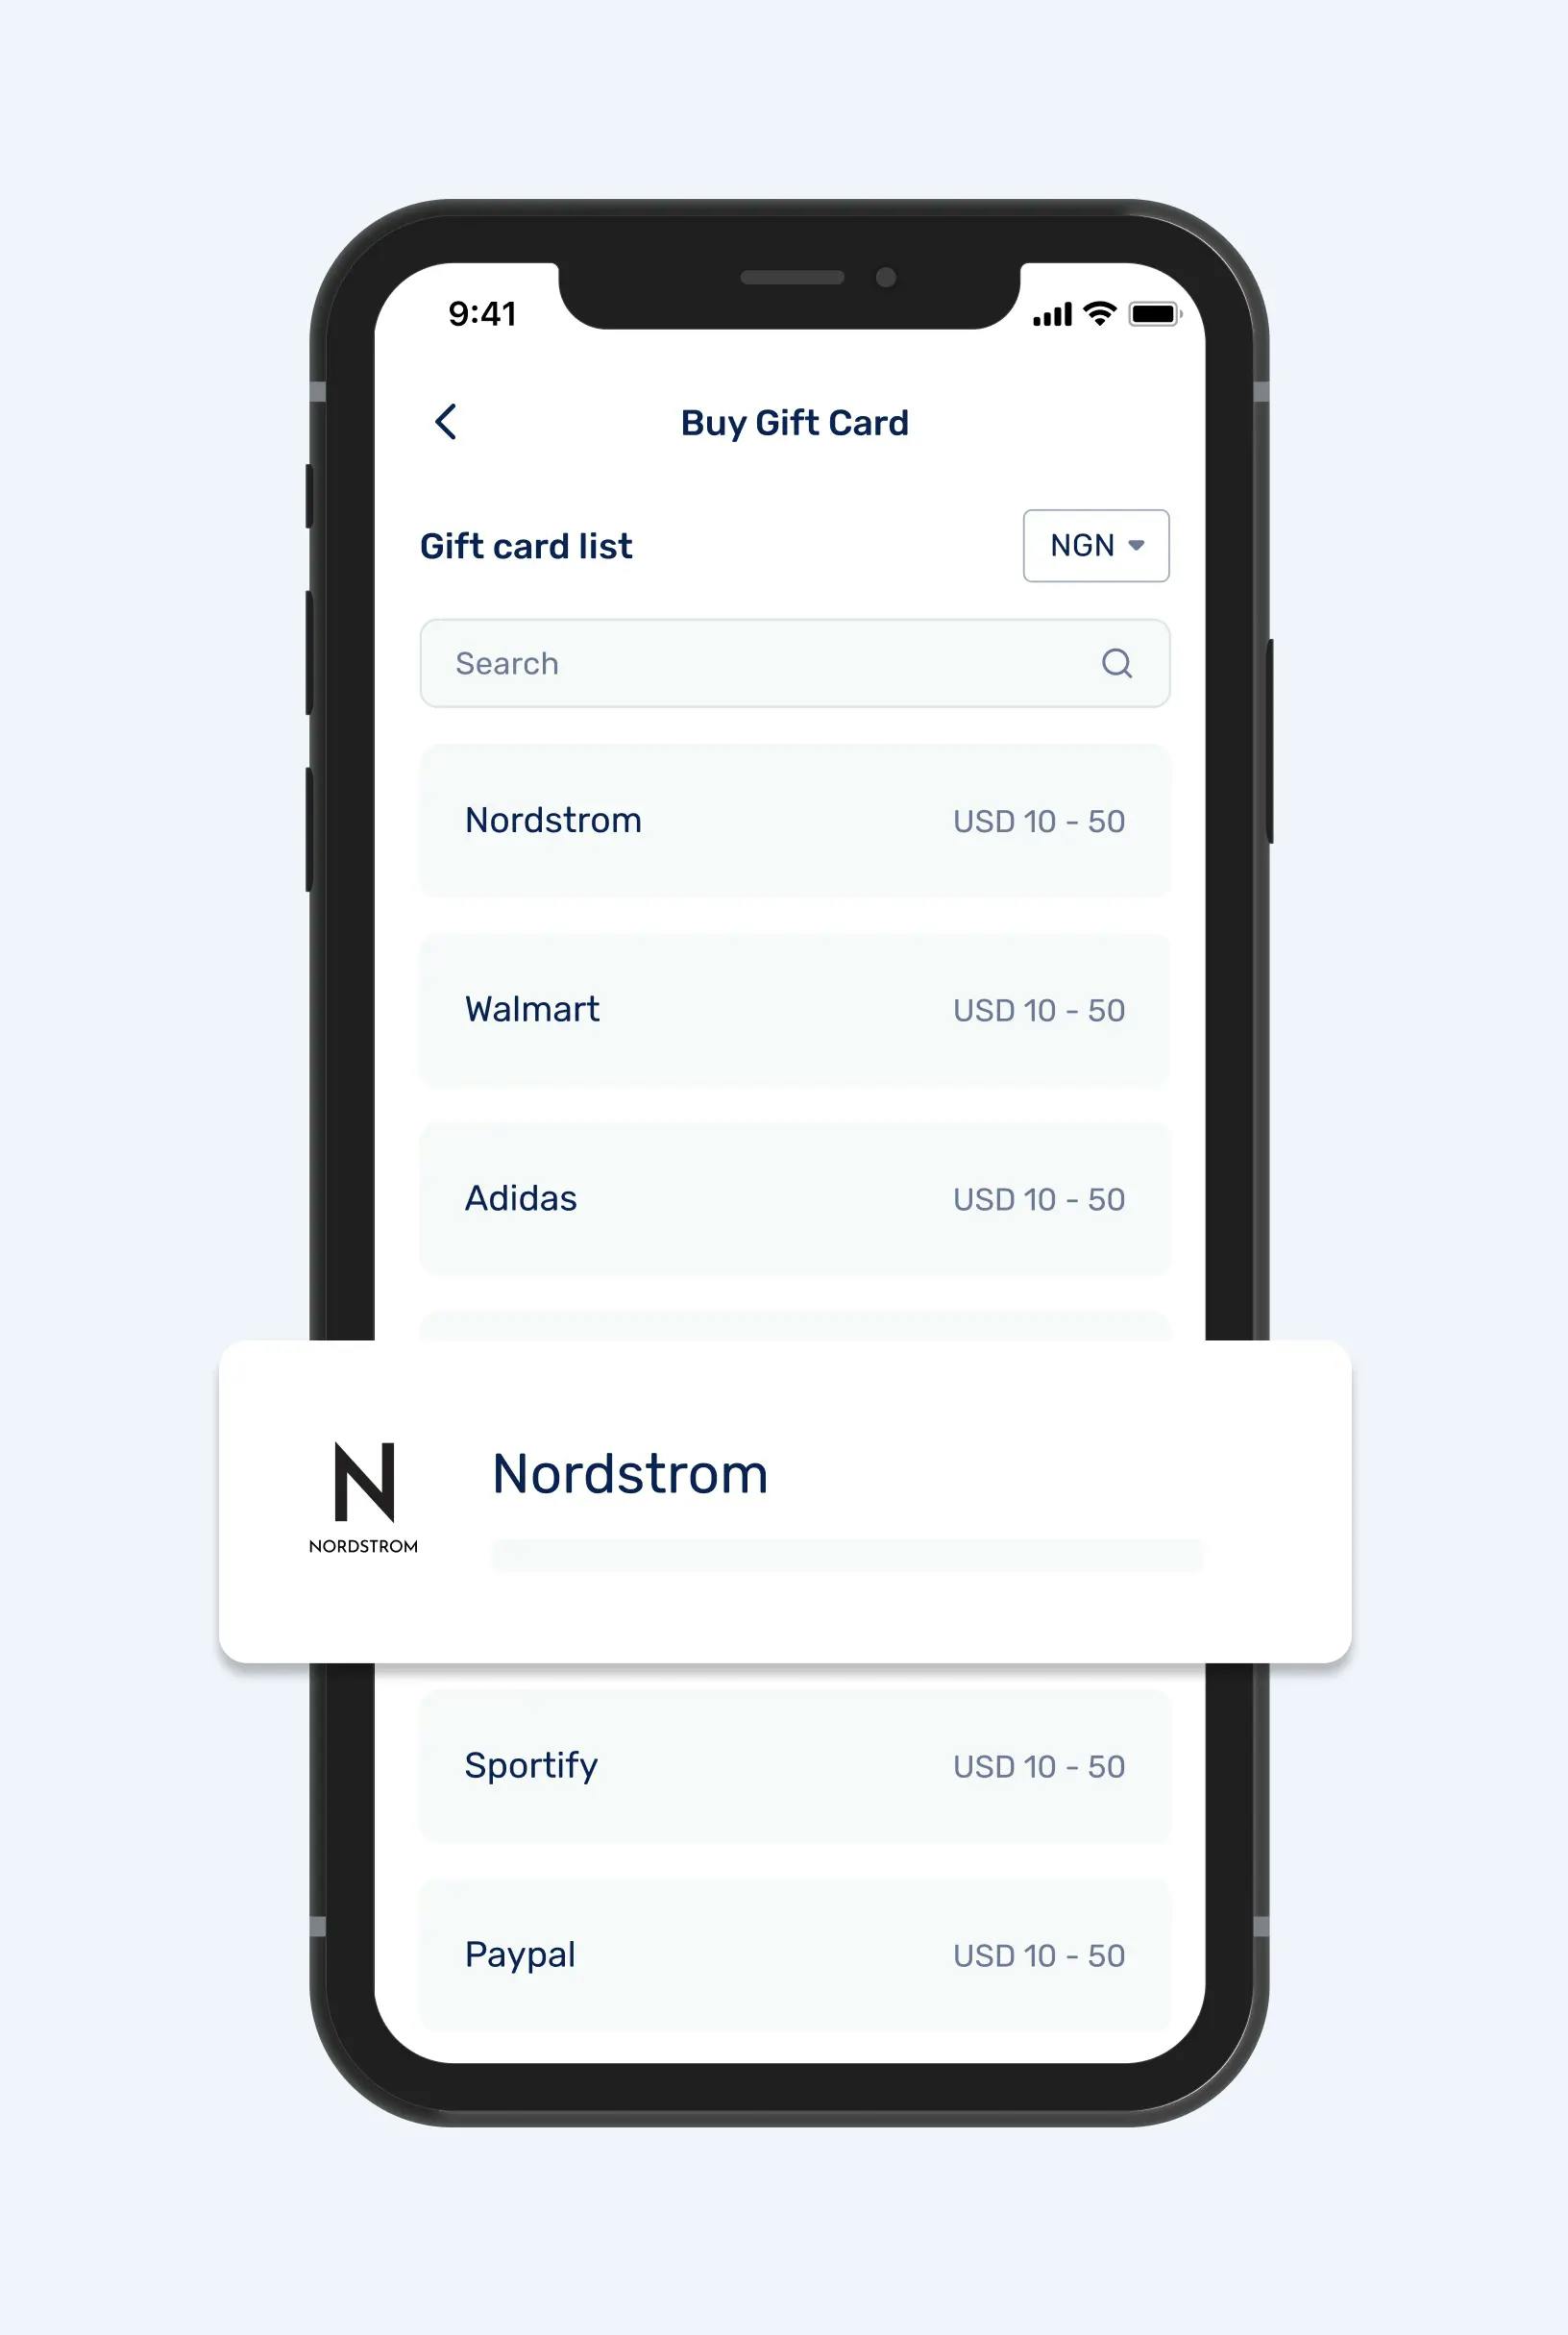 9:41
Buy Gift Card
Gift card list NGN
Search
Nordstrom USD 10 - 50
Walmart USD 10 - 50
Adidas USD 10 - 50
N Nordstrom
NORDSTROM
Sportify USD 10 - 50
Paypal USD 10 - 50